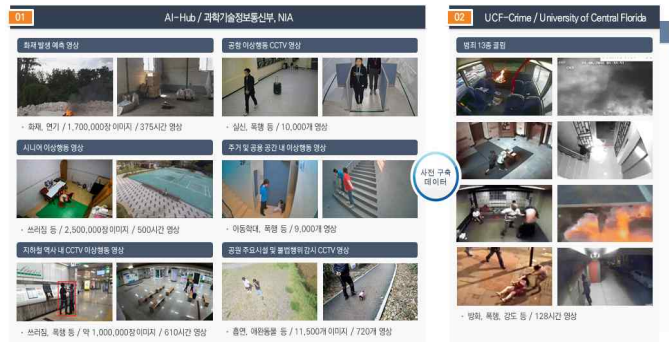 01
AI-Hub / 과학기술정보통신부, NIA
화재 발생 예측 영상
· 화재, 연기 / 1,700,000장 이미지 / 375시간 영상
공항 이상행동 CCTV 영상
· 실신, 폭행 등 / 10,000개 영상
시니어 이상행동 영상
· 쓰러짐 등 / 2,500,000장 이미지 / 500시간 영상
주거 및 공용 공간 내 이상행동 영상
· 아동학대, 폭행 등 / 9,000개 영상
지하철 역사 내 CCTV 이상행동 영상
· 쓰러짐, 폭행 등 / 약 1,000,000장 이미지 / 610시간 영상
공원 주요시설 및 불법행위 감시 CCTV 영상
· 흡연, 애완동물 등 / 11,500개 이미지 / 720개 영상
사전 구축
데이터
02
UCF-Crime / University of Central Florida
범죄 13종 클립
· 방화, 폭행, 강도 등 / 128시간 영상